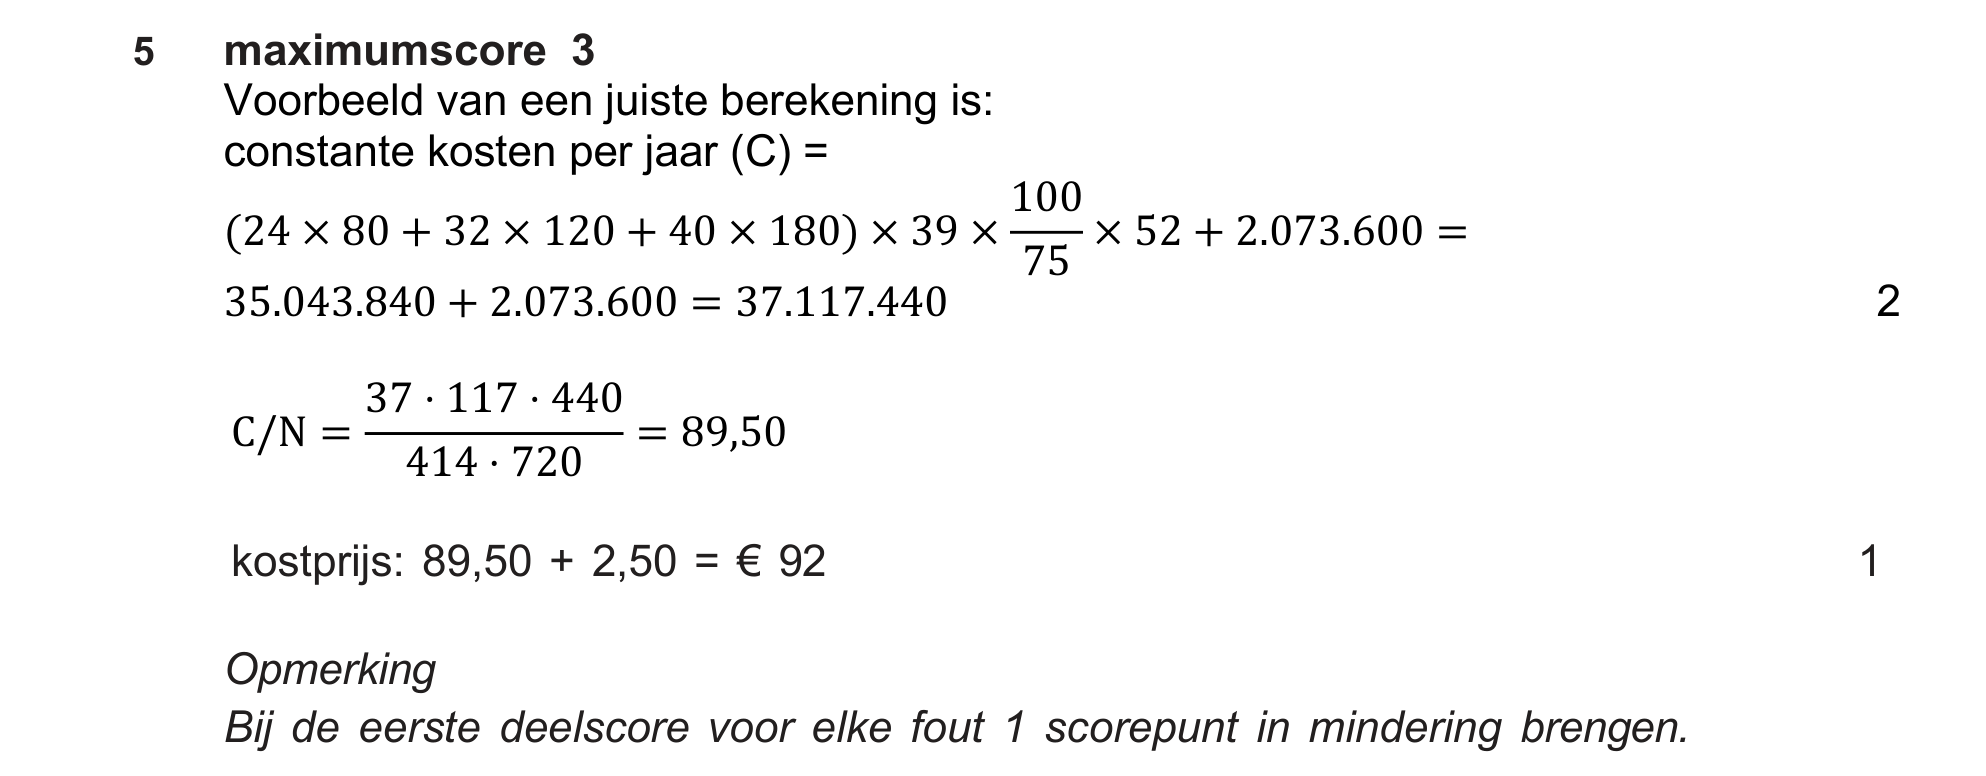 5 maximumscore 3
Voorbeeld van een juiste berekening is:
constante kosten per jaar (C) =
(24 × 80 + 32 × 120 + 40 × 180) × 39 × 100/75 × 52 + 2.073.600 =
35.043.840 + 2.073.600 = 37.117.440 2
C/N = 37 · 117 · 440 / 414 · 720 = 89,50
kostprijs: 89,50 + 2,50 = € 92 1
Opmerking
Bij de eerste deelscore voor elke fout 1 scorepunt in mindering brengen.